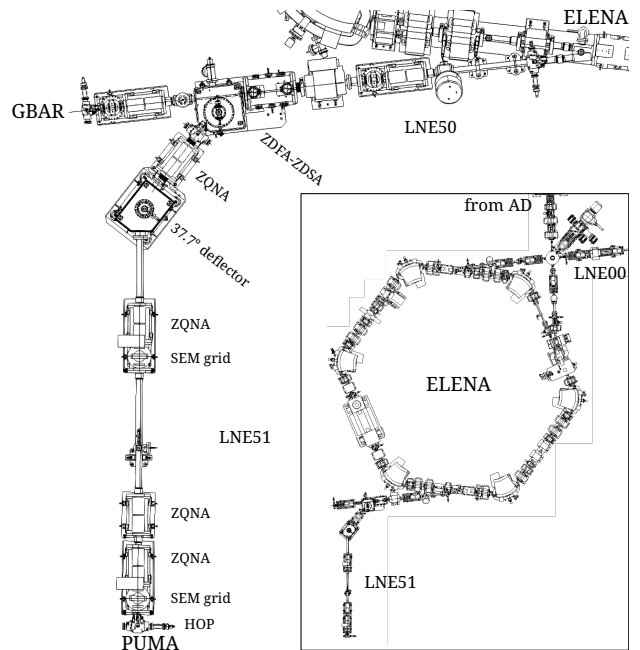 ELENA
GBAR
LNE50
ZDFA-ZDSA
ZQNA
37.7° deflector
ZQNA
SEM grid
LNE51
ZQNA
ZQNA
SEM grid
HOP
PUMA
from AD
LNE00
ELENA
LNE51